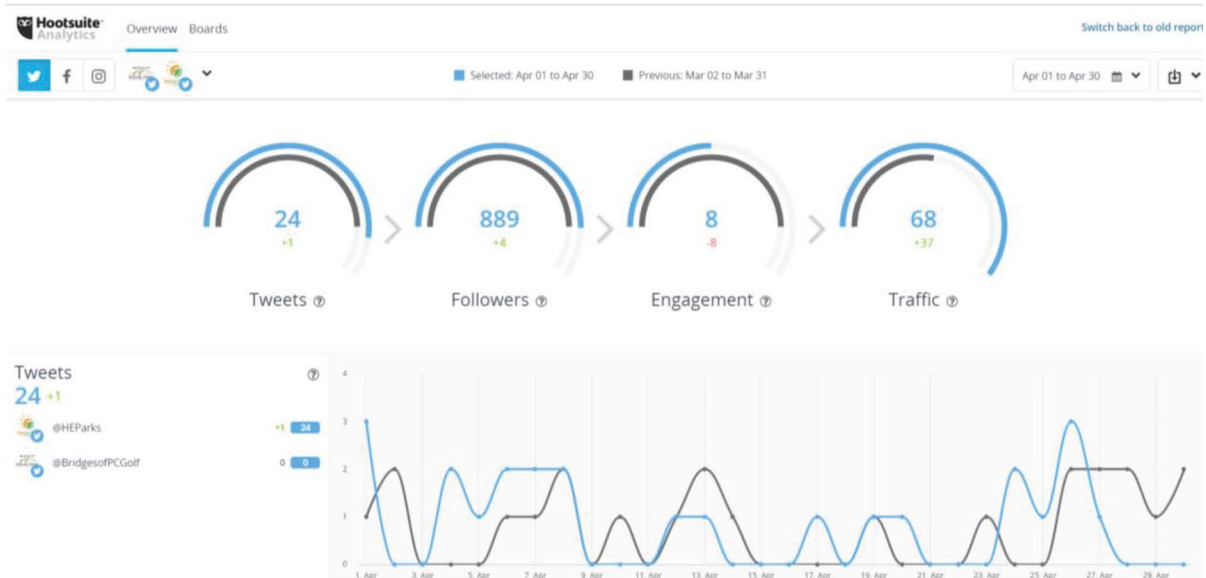 Hootsuite
Analytics
Overview Boards
Switch back to old report
Selected: Apr 01 to Apr 30 Previous: Mar 02 to Mar 31
Apr 01 to Apr 30
24
+1
Tweets
889
+4
Followers
8
-8
Engagement
68
+37
Traffic
Tweets
24 +1
@HEParks +1 24
@BridgesofPCGolf 0 0
4
3
2
1
0
1. Apr 3. Apr 5. Apr 7. Apr 9. Apr 11. Apr 13. Apr 15. Apr 17. Apr 19. Apr 21. Apr 23. Apr 25. Apr 27. Apr 29. Apr